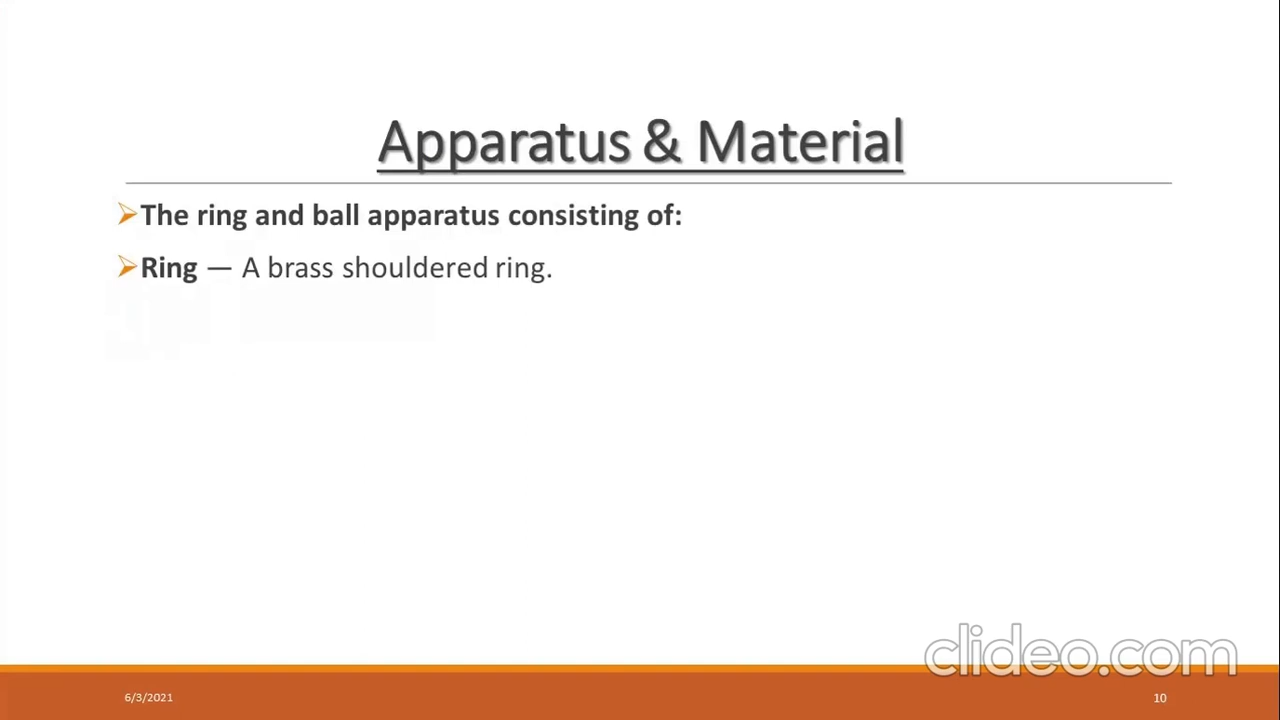 Apparatus & Material
The ring and ball apparatus consisting of:
Ring — A brass shouldered ring.
clideo.com
6/3/2021
10